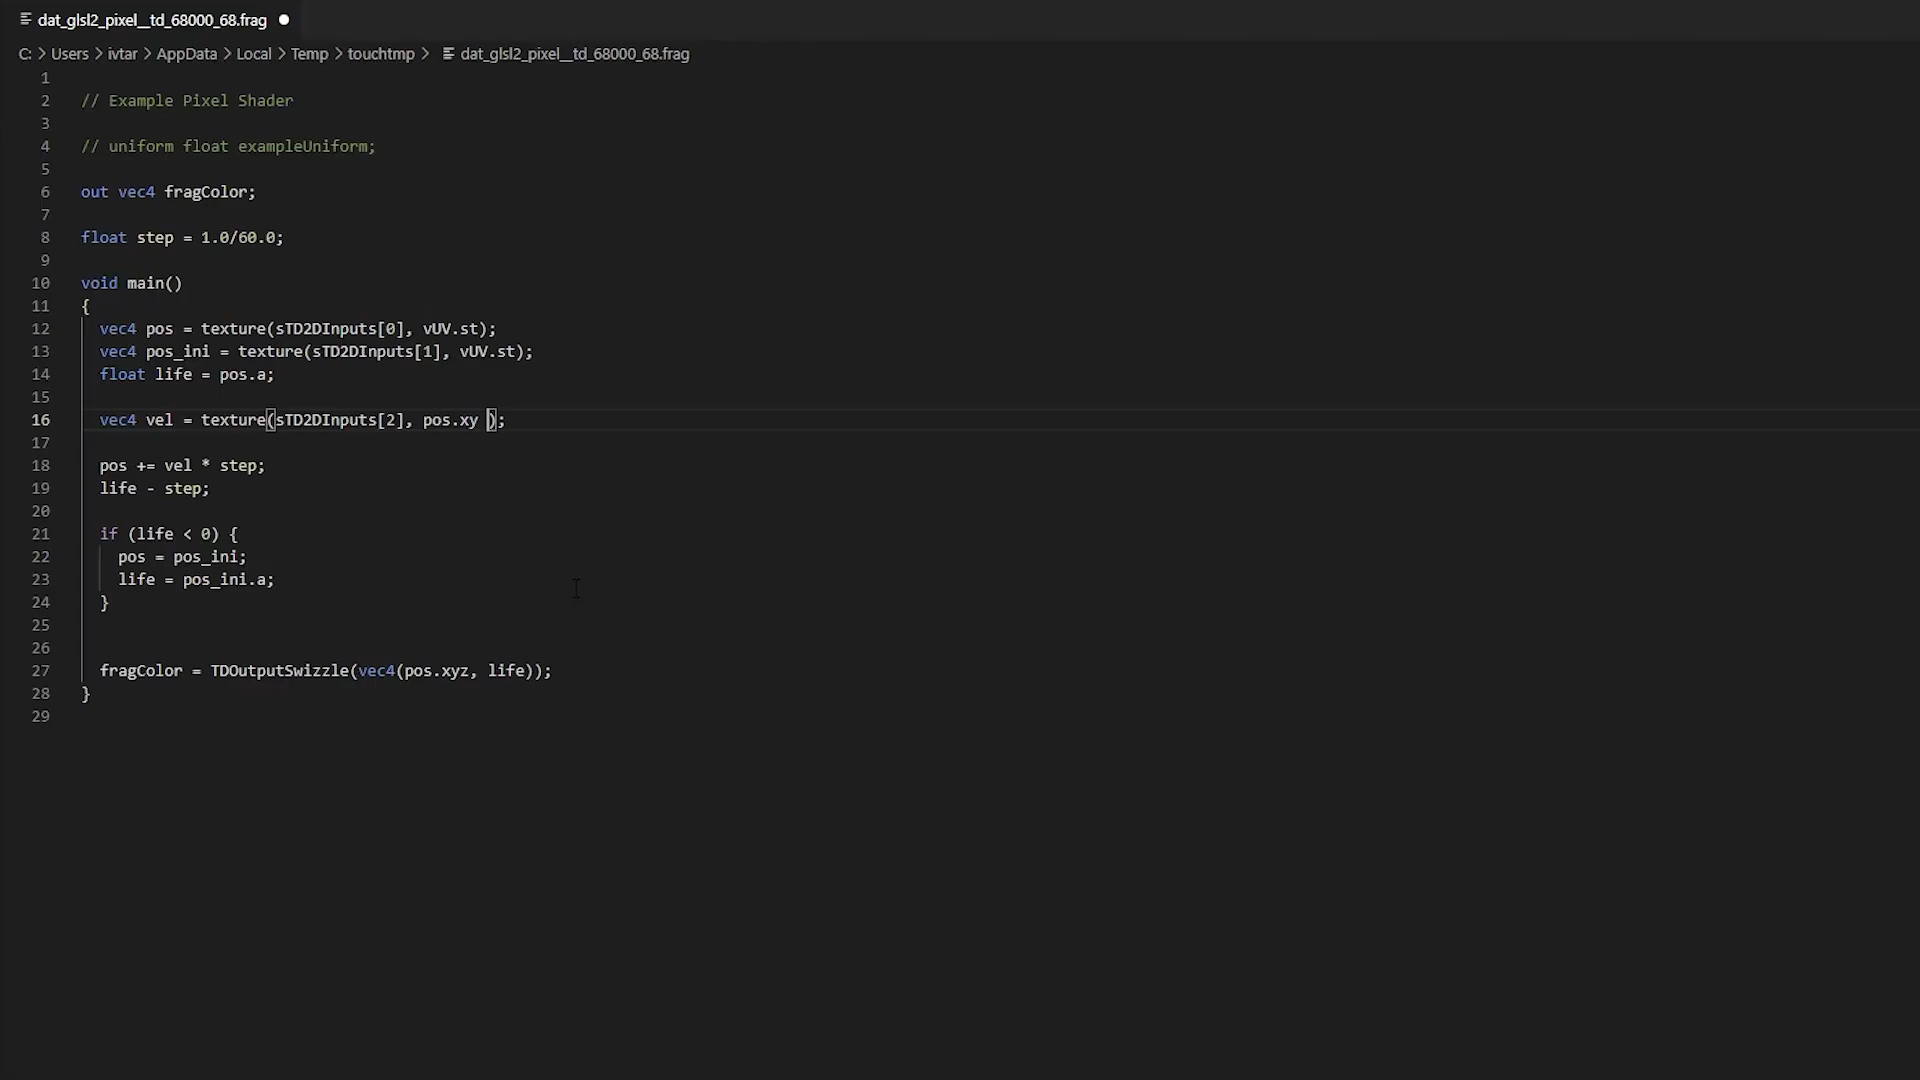 dat_glsl2_pixel__td_68000_68.frag
C: > Users > ivtar > AppData > Local > Temp > touchtmp > dat_glsl2_pixel__td_68000_68.frag
1
2 // Example Pixel Shader
3
4 // uniform float exampleUniform;
5
6 out vec4 fragColor;
7
8 float step = 1.0/60.0;
9
10 void main()
11 {
12 vec4 pos = texture(sTD2DInputs[0], vUV.st);
13 vec4 pos_ini = texture(sTD2DInputs[1], vUV.st);
14 float life = pos.a;
15
16 vec4 vel = texture(sTD2DInputs[2], pos.xy );
17
18 pos += vel * step;
19 life - step;
20
21 if (life < 0) {
22 pos = pos_ini;
23 life = pos_ini.a;
24 }
25
26
27 fragColor = TDOutputSwizzle(vec4(pos.xyz, life));
28 }
29